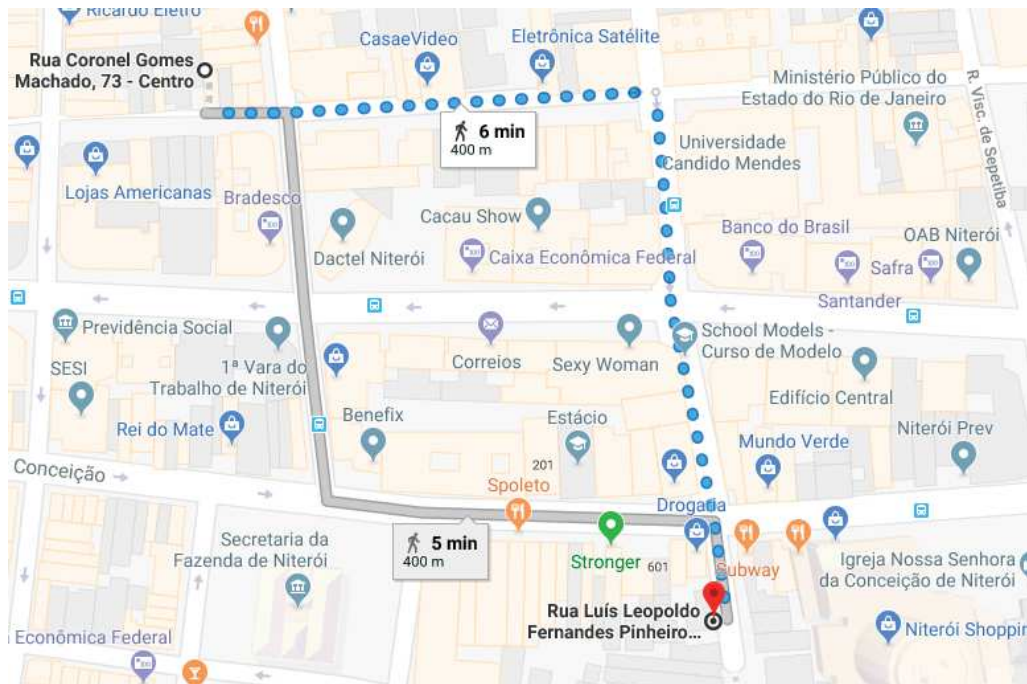 Ricardo Eletro
CasaeVideo
Eletrônica Satélite
Rua Coronel Gomes
Machado, 73 - Centro
Ministério Público do
Estado do Rio de Janeiro
R. Visc. de Sepetiba
6 min
400 m
Universidade
Candido Mendes
Lojas Americanas
Bradesco
Cacau Show
Dactel Niterói
Caixa Econômica Federal
Banco do Brasil
OAB Niterói
Safra
Santander
Previdência Social
Correios
School Models -
Curso de Modelo
SESI
1ª Vara do
Trabalho de Niterói
Sexy Woman
Edifício Central
Rei do Mate
Benefix
Estácio
Niterói Prev
Mundo Verde
Conceição
201
Spoleto
Drogaria
Secretaria da
Fazenda de Niterói
5 min
400 m
Stronger
601
Subway
Igreja Nossa Senhora
da Conceição de Niterói
Rua Luís Leopoldo
Fernandes Pinheiro...
Econômica Federal
Niterói Shoppin